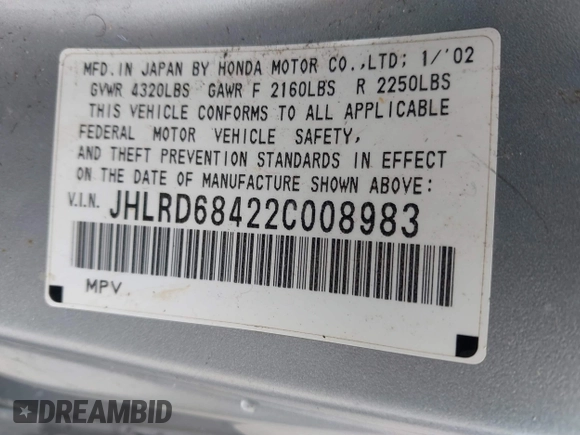 MFD. IN JAPAN BY HONDA MOTOR CO.,LTD; 1/'02
GVWR 4320LBS GAWR F 2160LBS R 2250LBS
THIS VEHICLE CONFORMS TO ALL APPLICABLE
FEDERAL MOTOR VEHICLE SAFETY,
AND THEFT PREVENTION STANDARDS IN EFFECT
ON THE DATE OF MANUFACTURE SHOWN ABOVE:
V.I.N. JHLRD68422C008983
MPV
DREAMBID